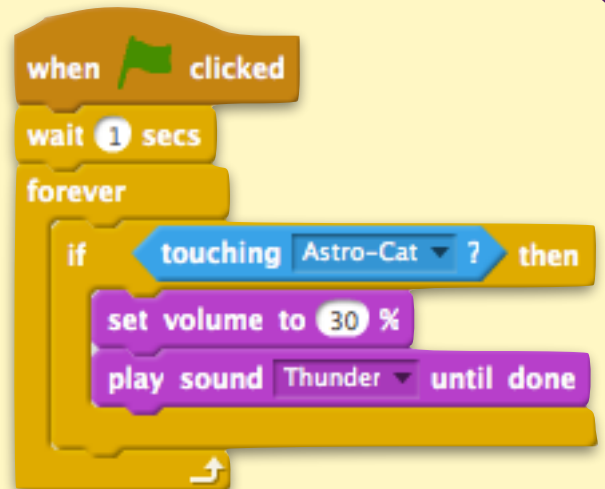 when clicked
wait 1 secs
forever
if touching Astro-Cat ? then
set volume to 30 %
play sound Thunder until done